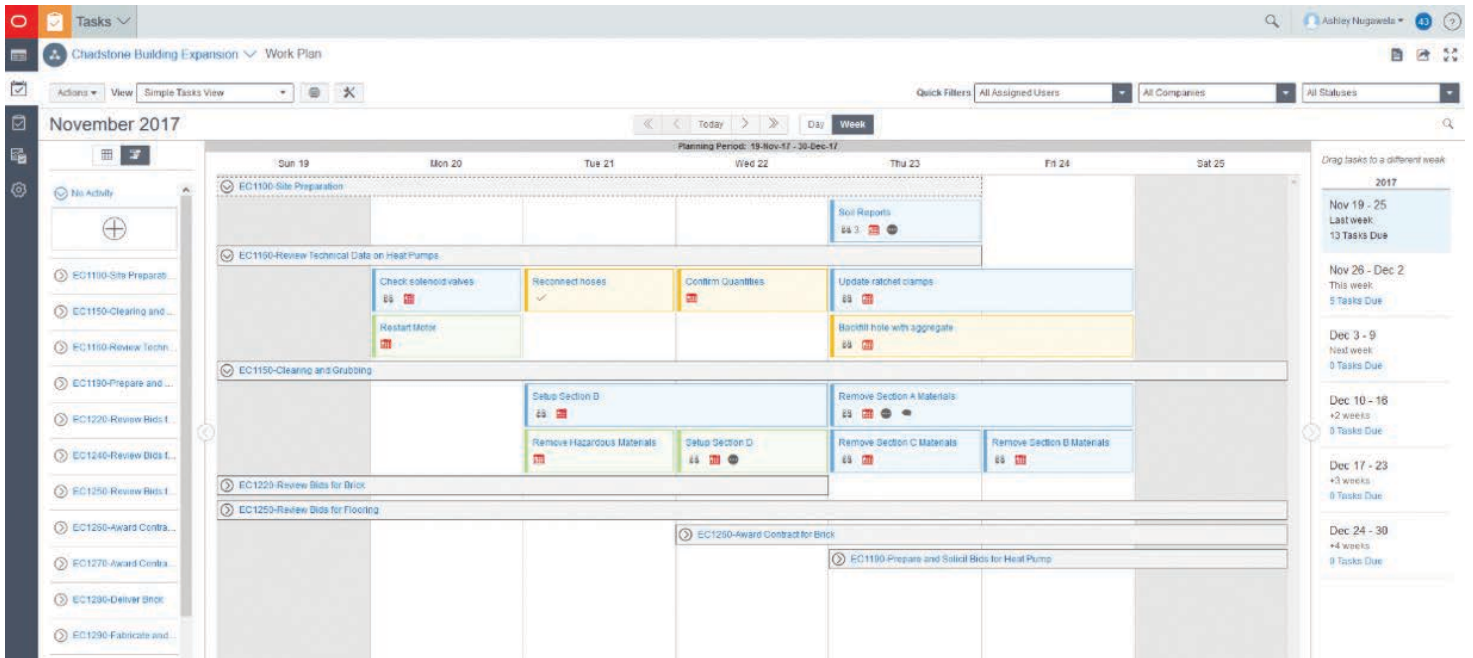 Tasks
Ashley Nugawela
43
?
Chadstone Building Expansion Work Plan
Actions View Simple Tasks View
Quick Filters All Assigned Users All Companies All Statuses
November 2017
Today Day Week
Planning Period: 19-Nov-17 - 30-Dec-17
Sun 19 Mon 20 Tue 21 Wed 22 Thu 23 Fri 24 Sat 25
No Activity
EC1100-Site Preparati...
EC1150-Clearing and ...
EC1160-Review Techn...
EC1190-Prepare and ...
EC1220-Review Bids f...
EC1240-Review Bids f...
EC1250-Review Bids f...
EC1260-Award Contra...
EC1270-Award Contra...
EC1280-Deliver Brick
EC1290-Fabricate and...
EC1100-Site Preparation
Soil Reports
3
EC1160-Review Technical Data on Heat Pumps
Check solenoid valves
Reconnect hoses
Confirm Quantities
Update ratchet clamps
Restart Motor
Backfill hole with aggregate
EC1150-Clearing and Grubbing
Setup Section B
Remove Section A Materials
Remove Hazardous Materials
Setup Section D
Remove Section C Materials
Remove Section B Materials
EC1220-Review Bids for Brick
EC1250-Review Bids for Flooring
EC1260-Award Contract for Brick
EC1190-Prepare and Solicit Bids for Heat Pump
Drag tasks to a different week
2017
Nov 19 - 25
Last week
13 Tasks Due
Nov 26 - Dec 2
This week
5 Tasks Due
Dec 3 - 9
Next week
0 Tasks Due
Dec 10 - 16
+2 weeks
0 Tasks Due
Dec 17 - 23
+3 weeks
0 Tasks Due
Dec 24 - 30
+4 weeks
0 Tasks Due